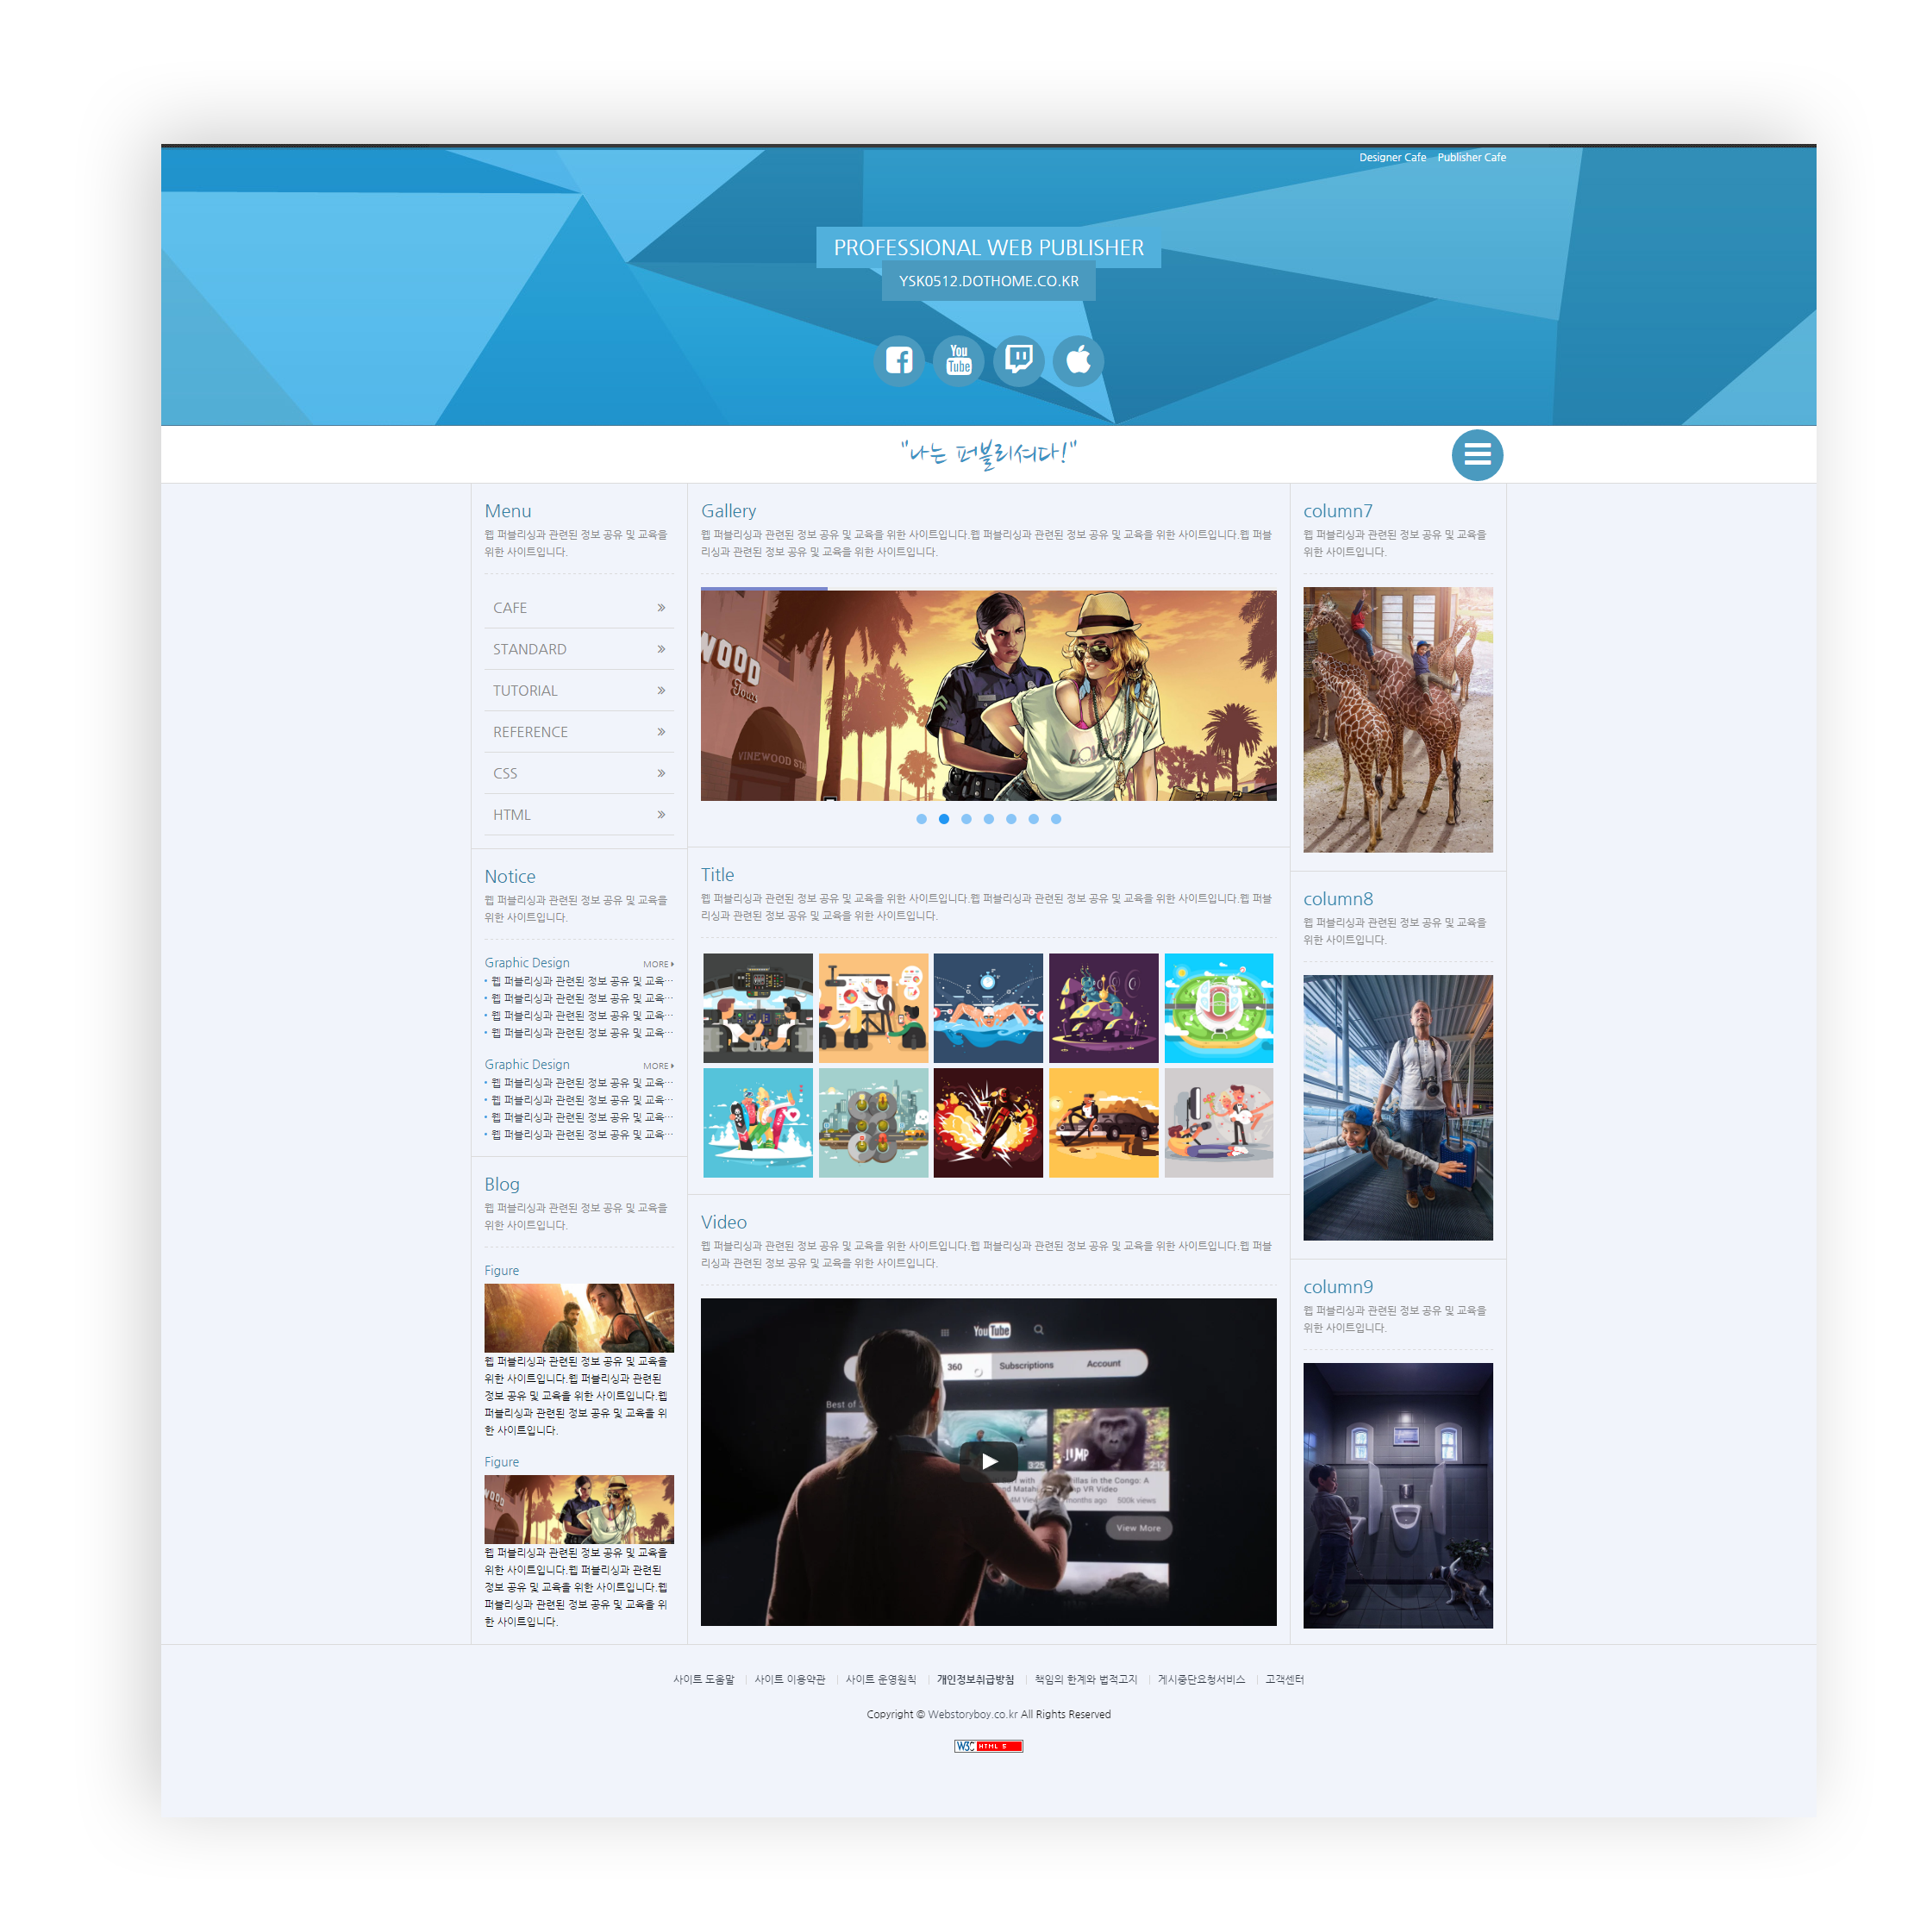 Designer Cafe Publisher Cafe
PROFESSIONAL WEB PUBLISHER
YSK0512.DOTHOME.CO.KR
You
Tube
"나는 퍼블리셔다!"
Menu
웹 퍼블리싱과 관련된 정보 공유 및 교육을
위한 사이트입니다.
CAFE
STANDARD
TUTORIAL
REFERENCE
CSS
HTML
Notice
웹 퍼블리싱과 관련된 정보 공유 및 교육을
위한 사이트입니다.
Graphic Design MORE
웹 퍼블리싱과 관련된 정보 공유 및 교육…
웹 퍼블리싱과 관련된 정보 공유 및 교육…
웹 퍼블리싱과 관련된 정보 공유 및 교육…
웹 퍼블리싱과 관련된 정보 공유 및 교육…
Graphic Design MORE
웹 퍼블리싱과 관련된 정보 공유 및 교육…
웹 퍼블리싱과 관련된 정보 공유 및 교육…
웹 퍼블리싱과 관련된 정보 공유 및 교육…
웹 퍼블리싱과 관련된 정보 공유 및 교육…
Blog
웹 퍼블리싱과 관련된 정보 공유 및 교육을
위한 사이트입니다.
Figure
웹 퍼블리싱과 관련된 정보 공유 및 교육을
위한 사이트입니다.웹 퍼블리싱과 관련된
정보 공유 및 교육을 위한 사이트입니다.웹
퍼블리싱과 관련된 정보 공유 및 교육을 위
한 사이트입니다.
Figure
WOOD
웹 퍼블리싱과 관련된 정보 공유 및 교육을
위한 사이트입니다.웹 퍼블리싱과 관련된
정보 공유 및 교육을 위한 사이트입니다.웹
퍼블리싱과 관련된 정보 공유 및 교육을 위
한 사이트입니다.
Gallery
웹 퍼블리싱과 관련된 정보 공유 및 교육을 위한 사이트입니다.웹 퍼블리싱과 관련된 정보 공유 및 교육을 위한 사이트입니다.웹 퍼블
리싱과 관련된 정보 공유 및 교육을 위한 사이트입니다.
WOOD
Tours
VINEWOOD STA
Title
웹 퍼블리싱과 관련된 정보 공유 및 교육을 위한 사이트입니다.웹 퍼블리싱과 관련된 정보 공유 및 교육을 위한 사이트입니다.웹 퍼블
리싱과 관련된 정보 공유 및 교육을 위한 사이트입니다.
Video
웹 퍼블리싱과 관련된 정보 공유 및 교육을 위한 사이트입니다.웹 퍼블리싱과 관련된 정보 공유 및 교육을 위한 사이트입니다.웹 퍼블
리싱과 관련된 정보 공유 및 교육을 위한 사이트입니다.
YouTube
360 Subscriptions Account
Best of
3:25 JUMP 2:12
illas in the Congo: A
VR Video
months ago 500k views
View More
column7
웹 퍼블리싱과 관련된 정보 공유 및 교육을
위한 사이트입니다.
column8
웹 퍼블리싱과 관련된 정보 공유 및 교육을
위한 사이트입니다.
column9
웹 퍼블리싱과 관련된 정보 공유 및 교육을
위한 사이트입니다.
사이트 도움말 | 사이트 이용약관 | 사이트 운영원칙 | 개인정보취급방침 | 책임의 한계와 법적고지 | 게시중단요청서비스 | 고객센터
Copyright © Webstoryboy.co.kr All Rights Reserved
W3C HTML 5